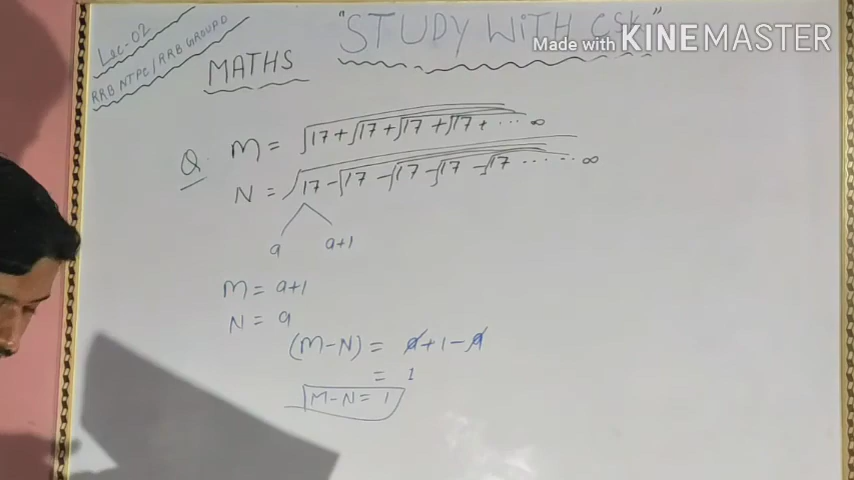 Lec-02
RRB NTPC/RRB GROUP D
"STUDY WITH CSK"
Made with KINEMASTER
MATHS
Q. M = √17+√17+√17+√17+ ... ∞
N = √17-√17-√17-√17-√17 ..... ∞
a a+1
M = a+1
N = a
(M-N) = a+1-a
= 1
M-N = 1